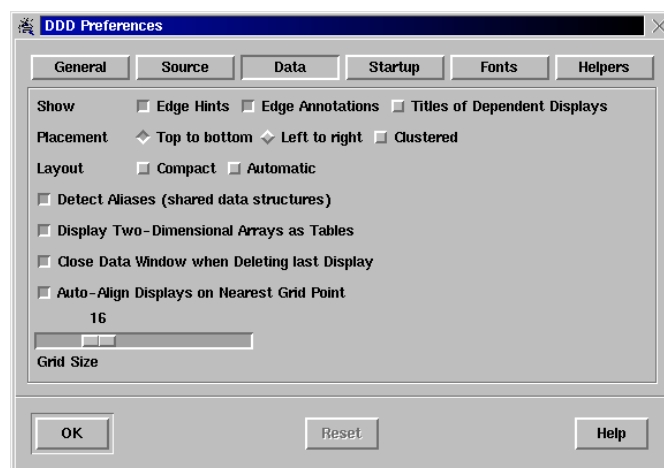 DDD Preferences
General Source Data Startup Fonts Helpers
Show Edge Hints Edge Annotations Titles of Dependent Displays
Placement Top to bottom Left to right Clustered
Layout Compact Automatic
Detect Aliases (shared data structures)
Display Two-Dimensional Arrays as Tables
Close Data Window when Deleting last Display
Auto-Align Displays on Nearest Grid Point
16
Grid Size
OK Reset Help